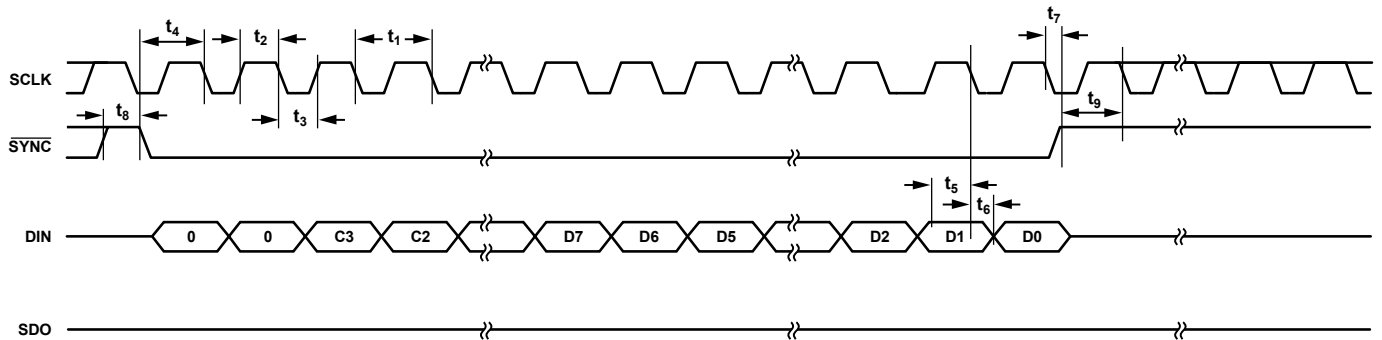 t4 t2 t1 t7
SCLK
t8 t3 t9
SYNC
t5 t6
DIN 0 0 C3 C2 D7 D6 D5 D2 D1 D0
SDO